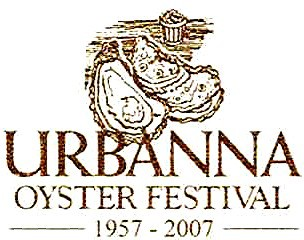 URBANNA
OYSTER FESTIVAL
1957 - 2007